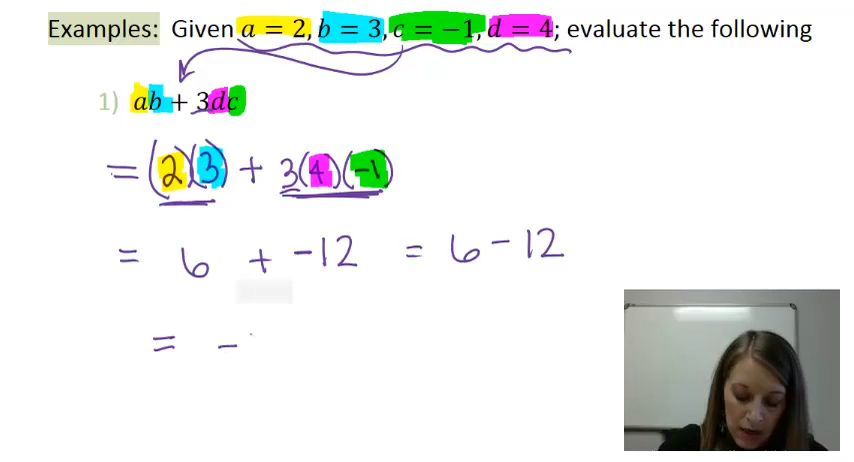 Examples: Given a = 2, b = 3, c = −1, d = 4; evaluate the following
1) ab + 3dc
= (2)(3) + 3(4)(-1)
= 6 + -12 = 6 - 12
= -